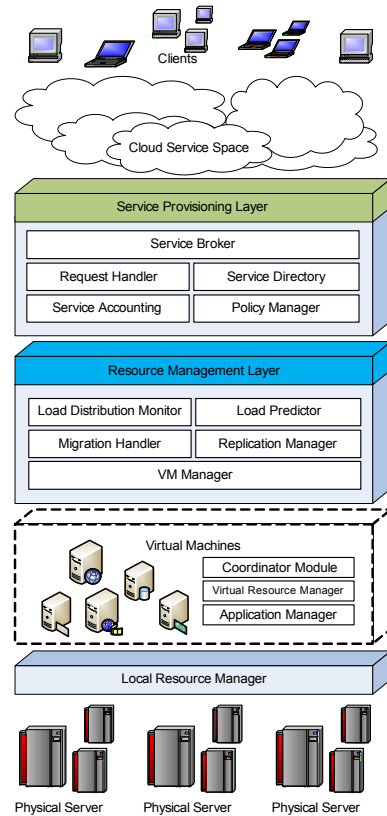 Clients
Cloud Service Space
Service Provisioning Layer
Service Broker
Request Handler
Service Directory
Service Accounting
Policy Manager
Resource Management Layer
Load Distribution Monitor
Load Predictor
Migration Handler
Replication Manager
VM Manager
Virtual Machines
Coordinator Module
Virtual Resource Manager
Application Manager
Local Resource Manager
Physical Server
Physical Server
Physical Server